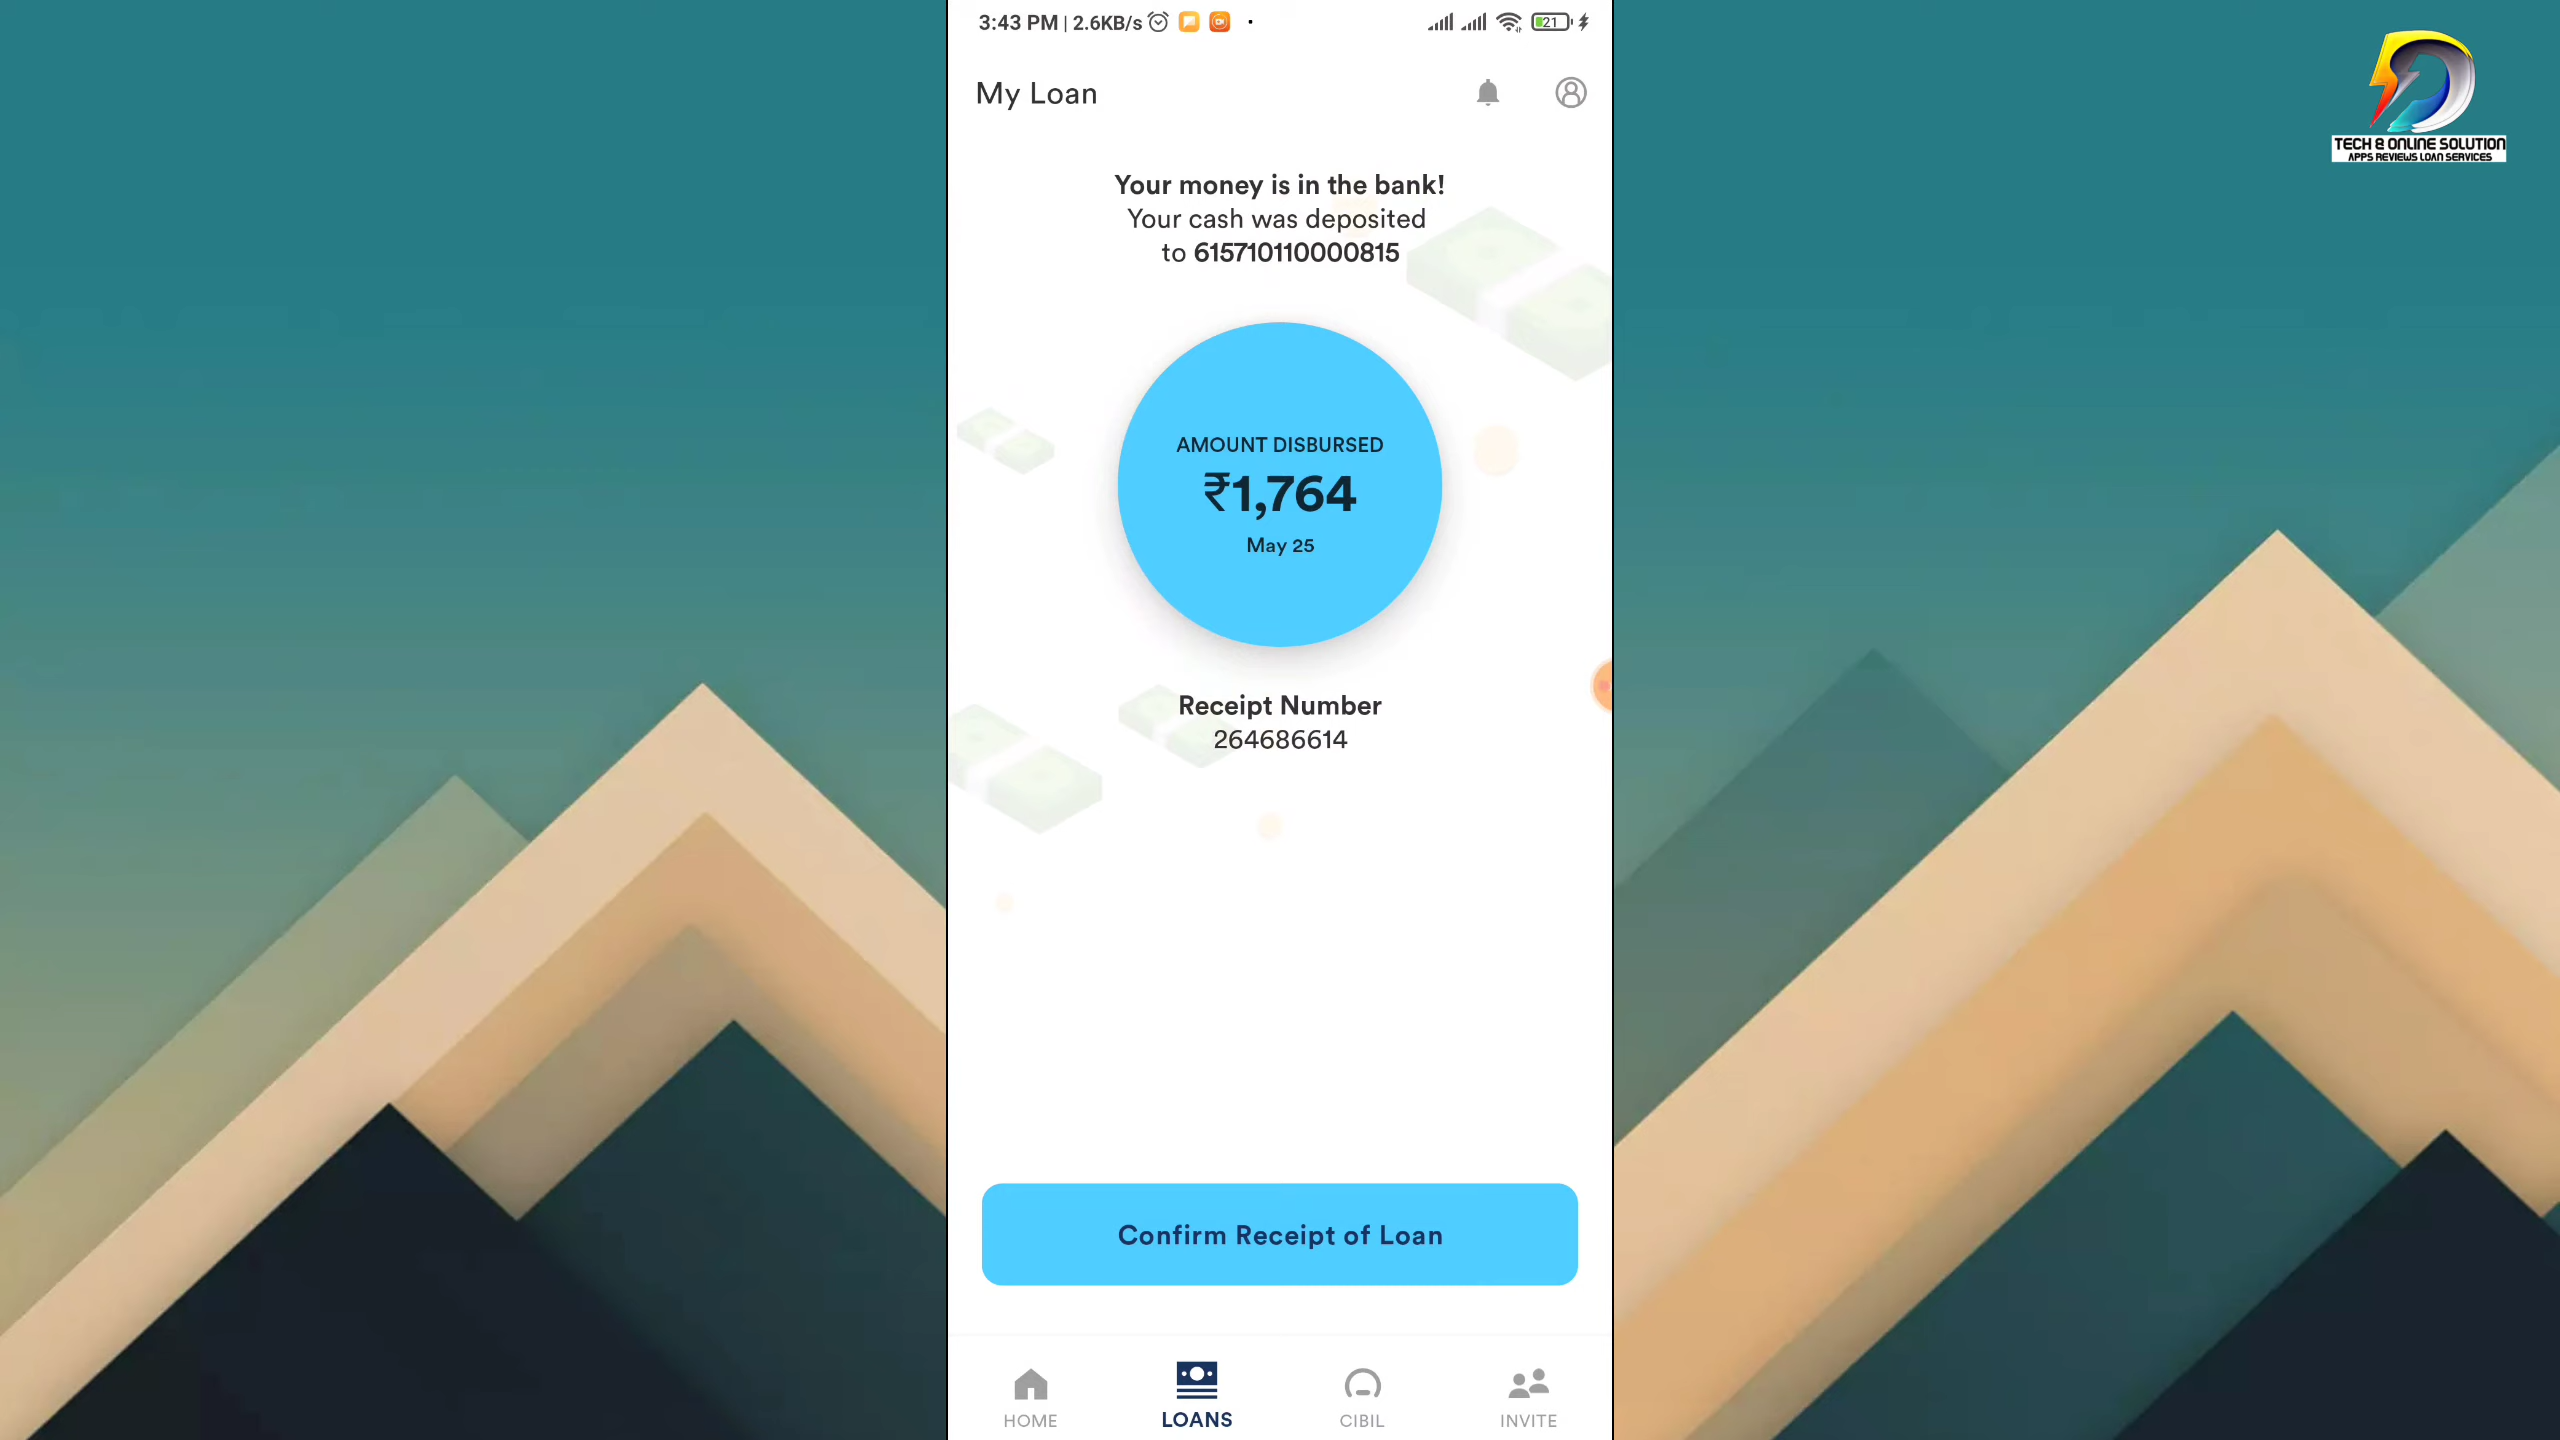 3:43 PM | 2.6KB/s
21
My Loan
TECH & ONLINE SOLUTION
APPS REVIEWS LOAN SERVICES
Your money is in the bank!
Your cash was deposited
to 615710110000815
AMOUNT DISBURSED
₹1,764
May 25
Receipt Number
264686614
Confirm Receipt of Loan
HOME
LOANS
CIBIL
INVITE